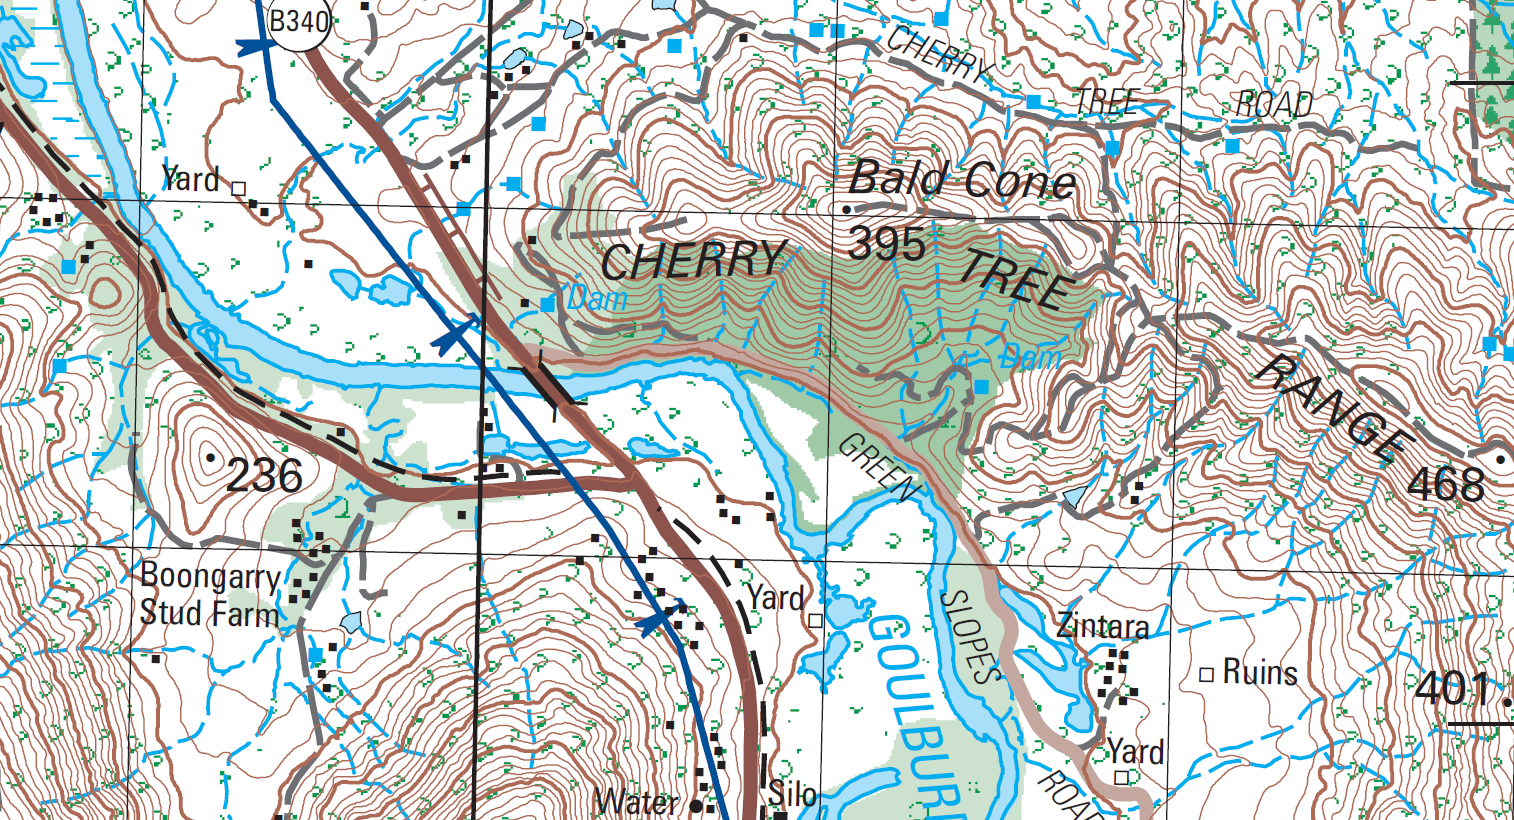 B340
CHERRY
TREE
ROAD
Yard
Bald Cone
395
CHERRY
TREE
RANGE
Dam
Dam
GREEN
SLOPES
ROAD
236
468
Boongarry
Stud Farm
Yard
GOULBURN
Zintara
Ruins
401
Yard
Water
Silo